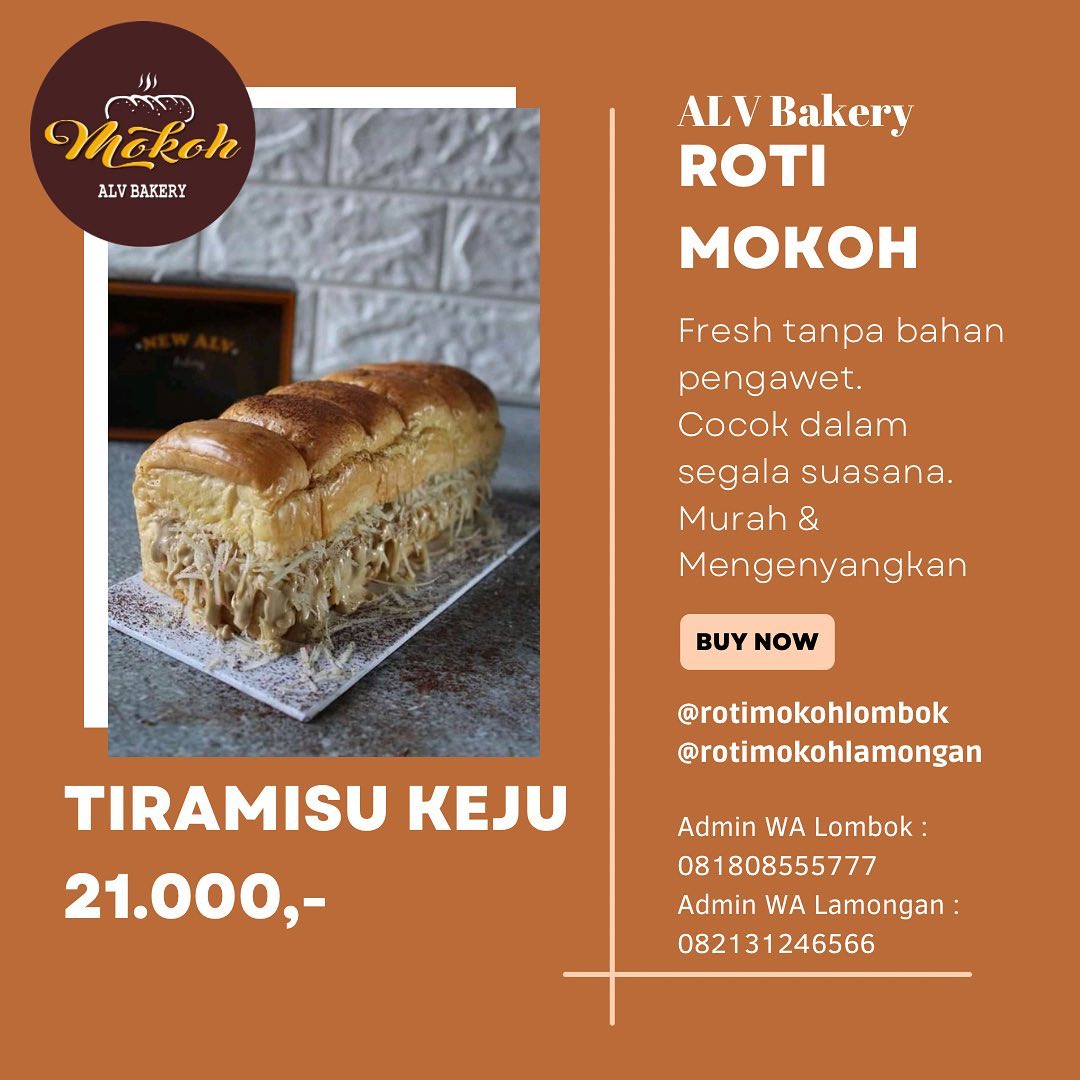 Mokoh
ALV BAKERY
NEW ALV
ALV Bakery
ROTI
MOKOH
Fresh tanpa bahan
pengawet.
Cocok dalam
segala suasana.
Murah &
Mengenyangkan
BUY NOW
@rotimokohlombok
@rotimokohlamongan
Admin WA Lombok :
081808555777
Admin WA Lamongan :
082131246566
TIRAMISU KEJU
21.000,-